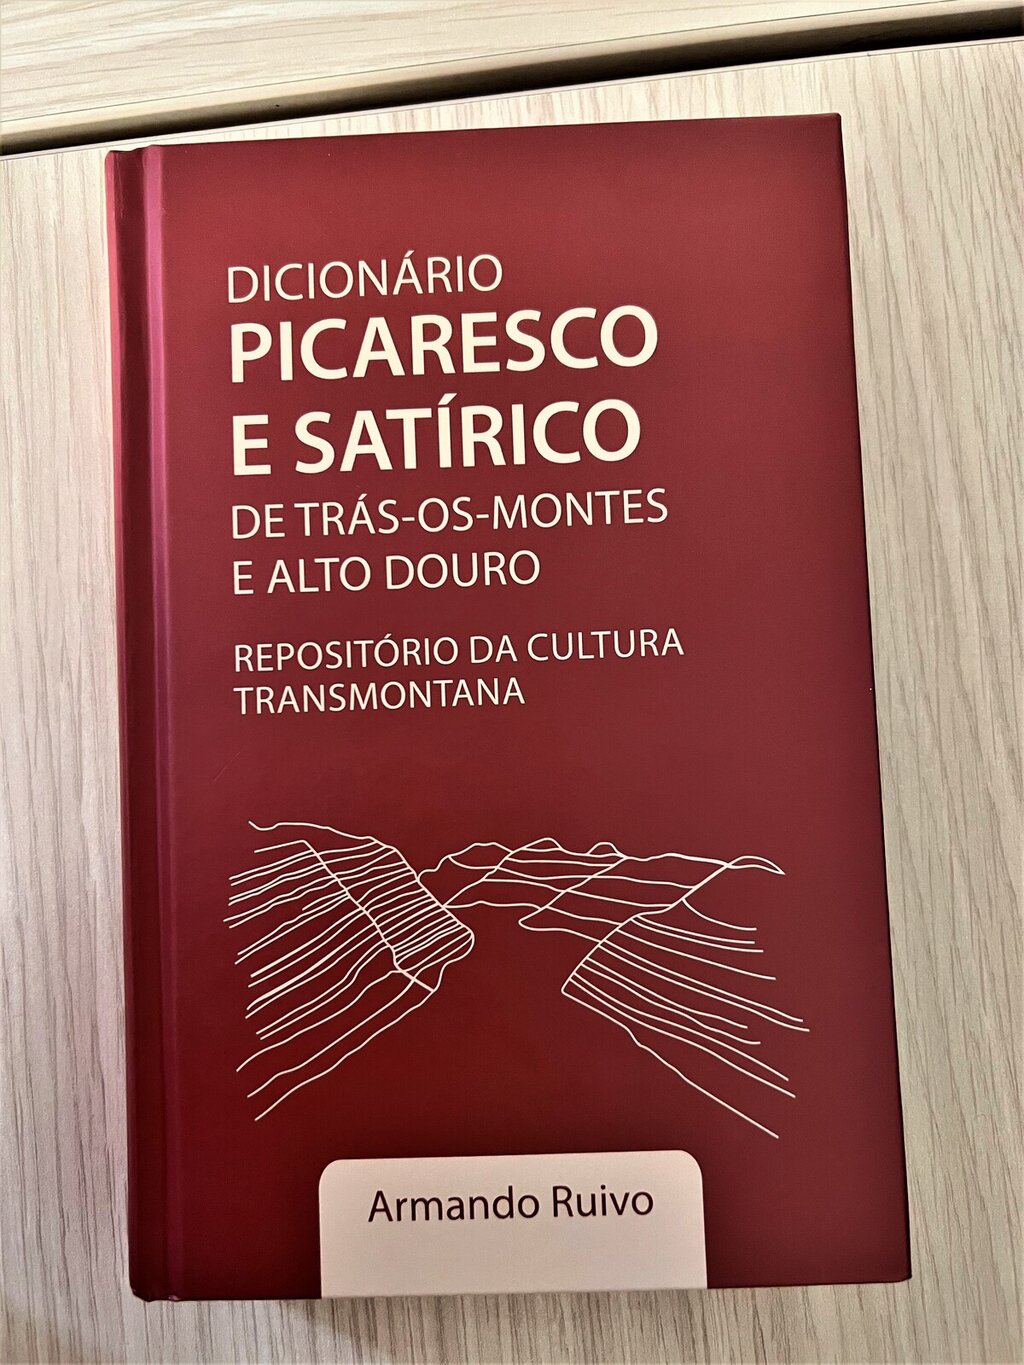 DICIONÁRIO
PICARESCO
E SATÍRICO
DE TRÁS-OS-MONTES
E ALTO DOURO
REPOSITÓRIO DA CULTURA
TRANSMONTANA
Armando Ruivo